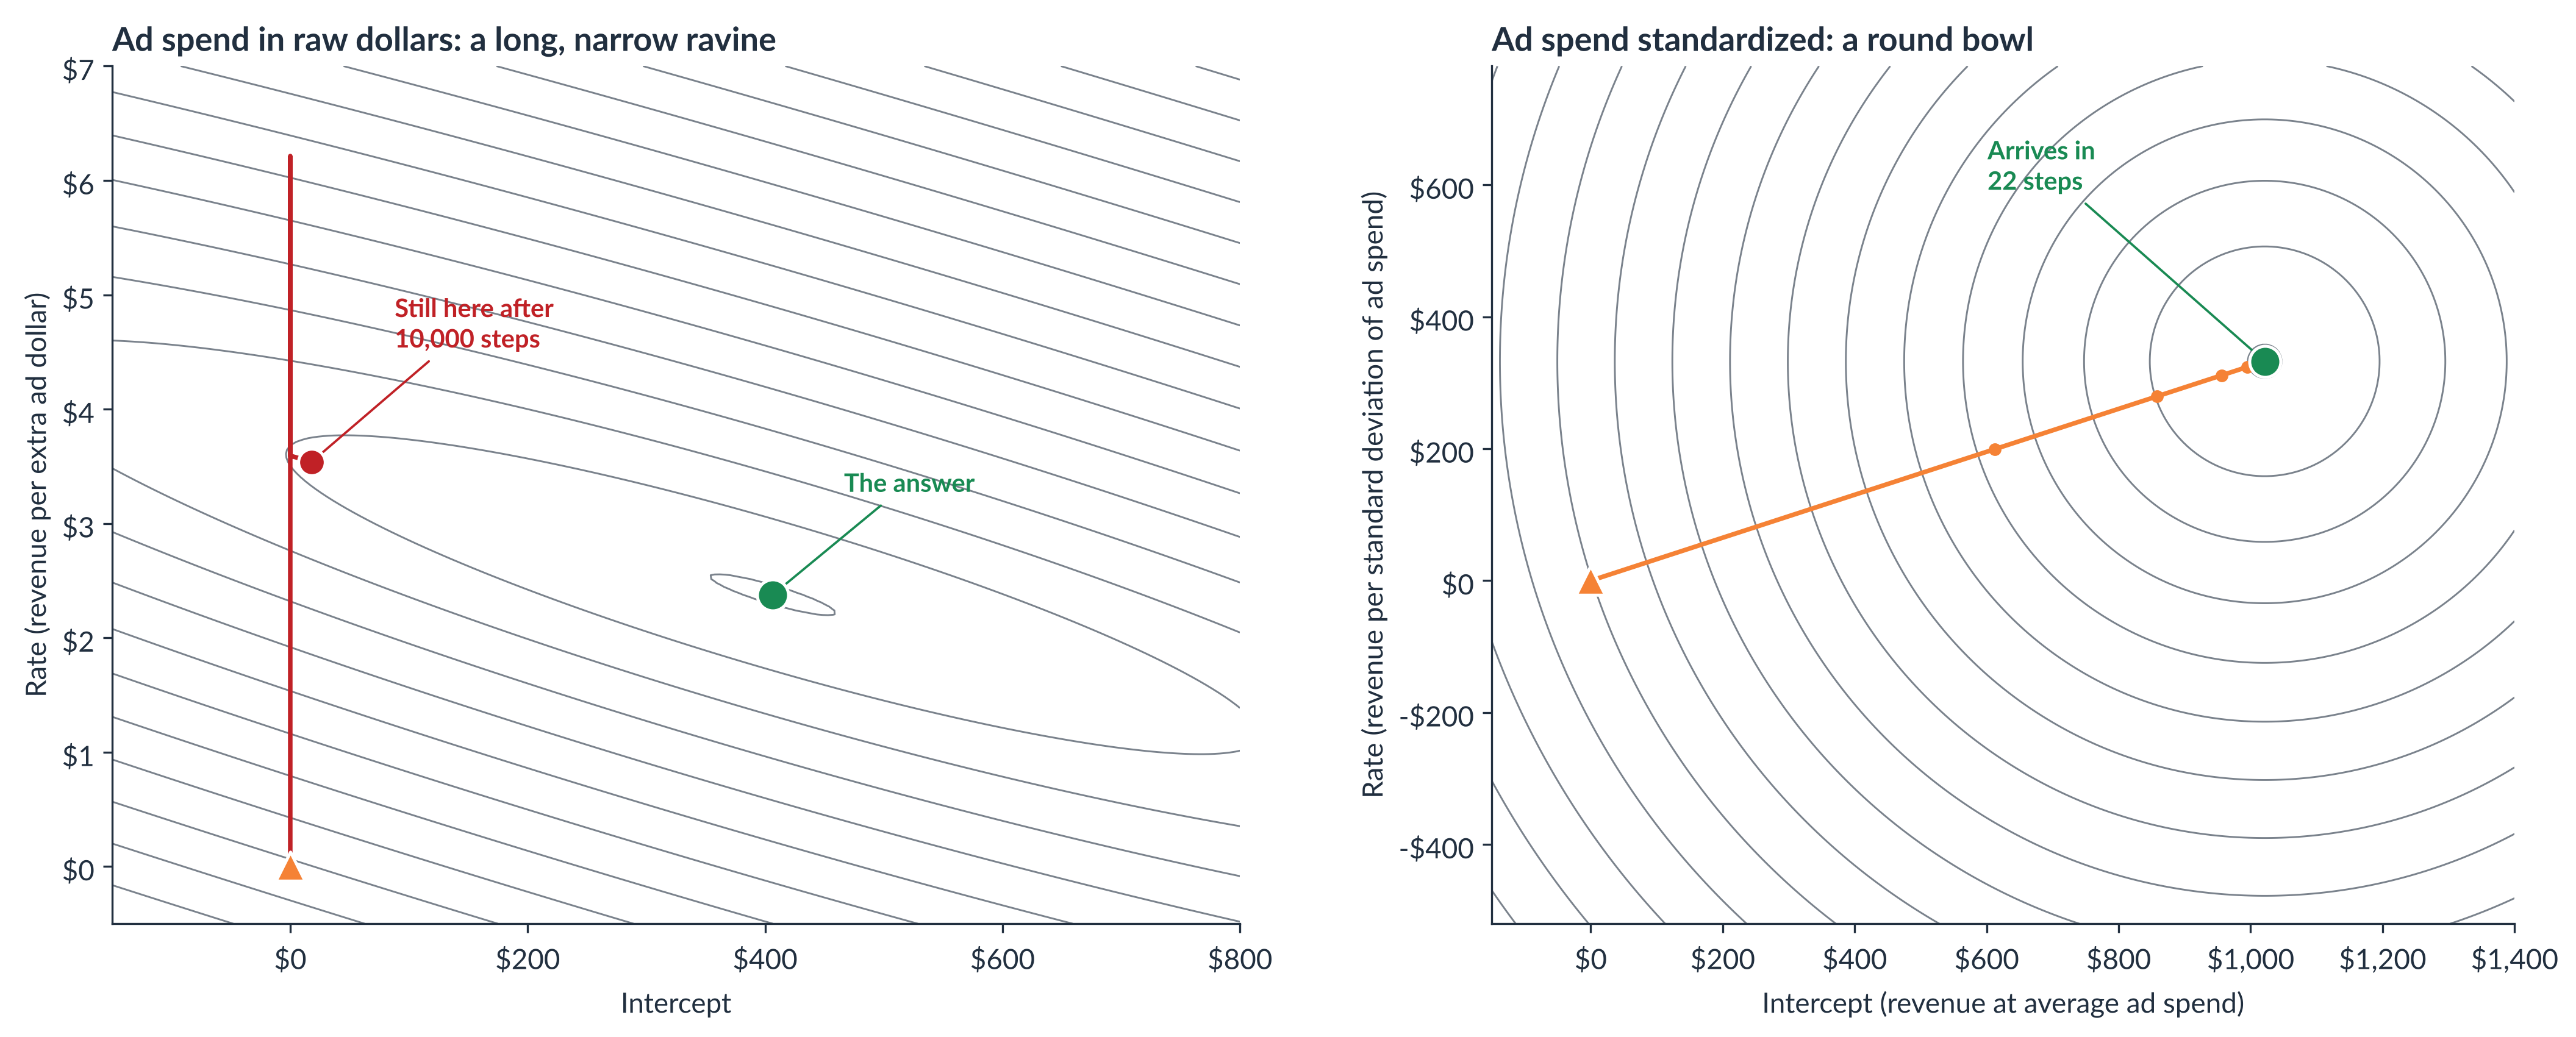 Ad spend in raw dollars: a long, narrow ravine
$7
$6
$5
$4
$3
$2
$1
$0
Rate (revenue per extra ad dollar)
Still here after
10,000 steps
The answer
$0
$200
$400
$600
$800
Intercept
Ad spend standardized: a round bowl
$600
$400
$200
$0
-$200
-$400
Rate (revenue per standard deviation of ad spend)
Arrives in
22 steps
$0
$200
$400
$600
$800
$1,000
$1,200
$1,400
Intercept (revenue at average ad spend)